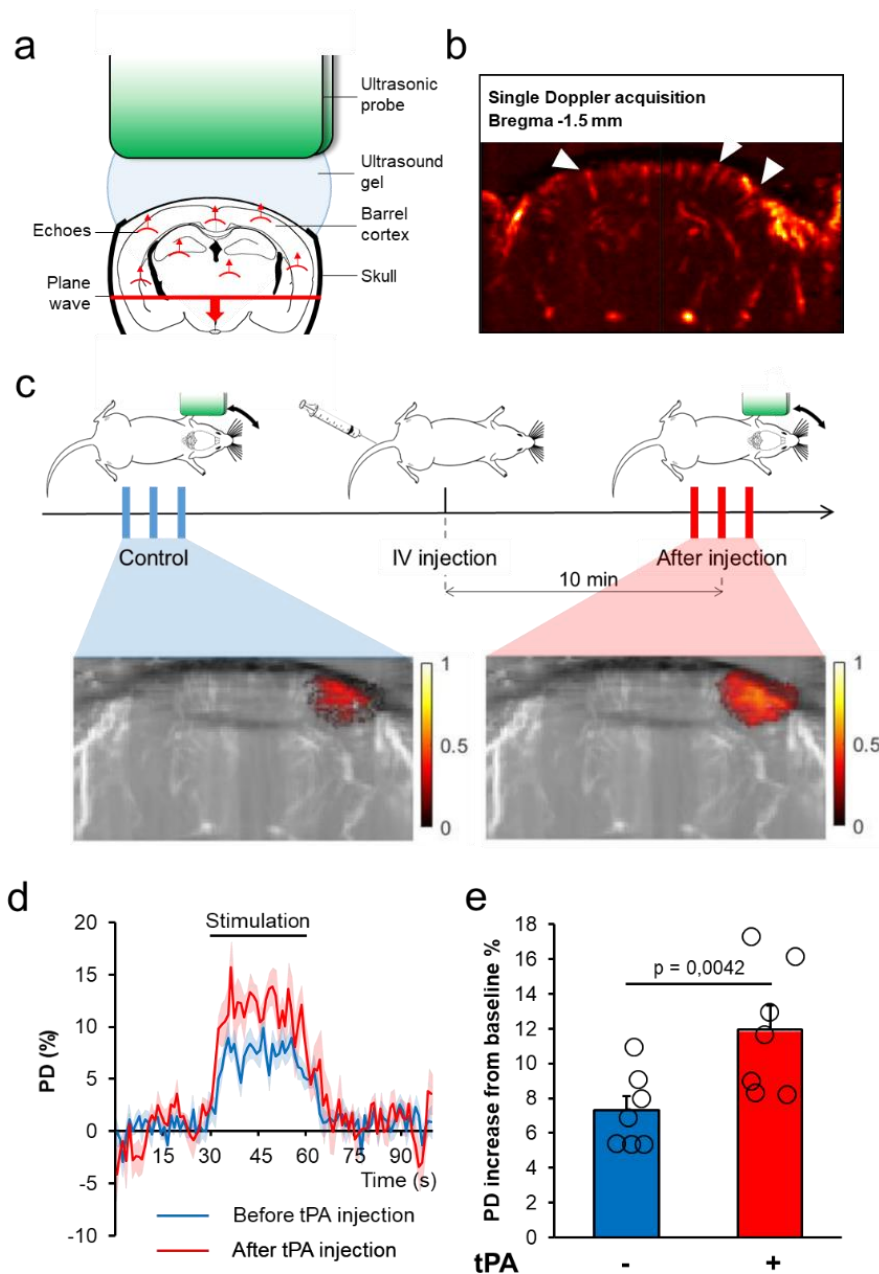 a
Ultrasonic
probe
Ultrasound
gel
Barrel
cortex
Skull
Echoes
Plane
wave
b
Single Doppler acquisition
Bregma -1.5 mm
c
Control
IV injection
After injection
10 min
1
0.5
0
1
0.5
0
d
Stimulation
PD (%)
20
15
10
5
0
-5
-10
15 30 45 60 75 90
Time (s)
Before tPA injection
After tPA injection
e
PD increase from baseline %
18
16
14
12
10
8
6
4
2
0
p = 0,0042
tPA - +